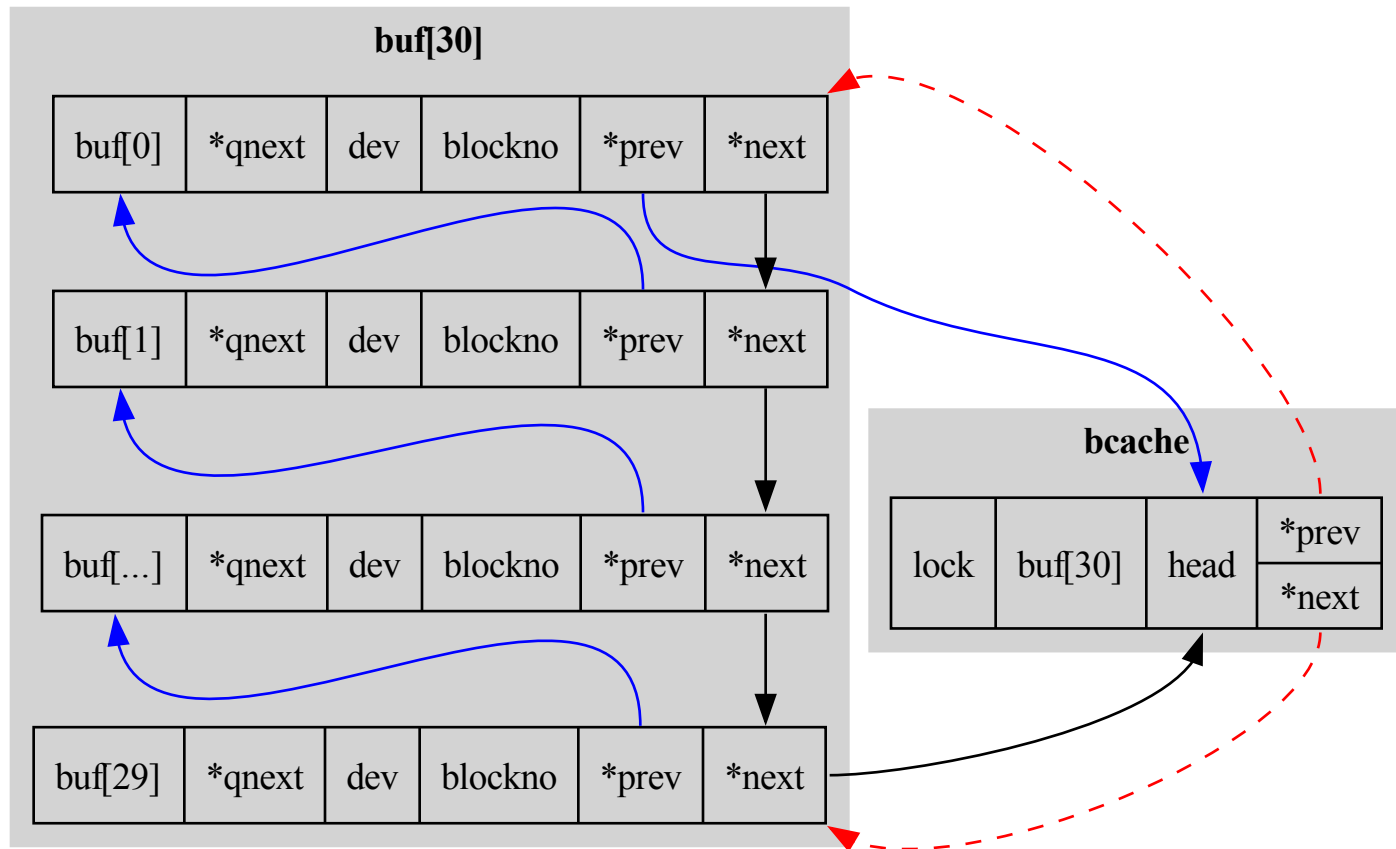 buf[30]
buf[0] *qnext dev blockno *prev *next
buf[1] *qnext dev blockno *prev *next
buf[...] *qnext dev blockno *prev *next
buf[29] *qnext dev blockno *prev *next
bcache
lock buf[30] head *prev
*next